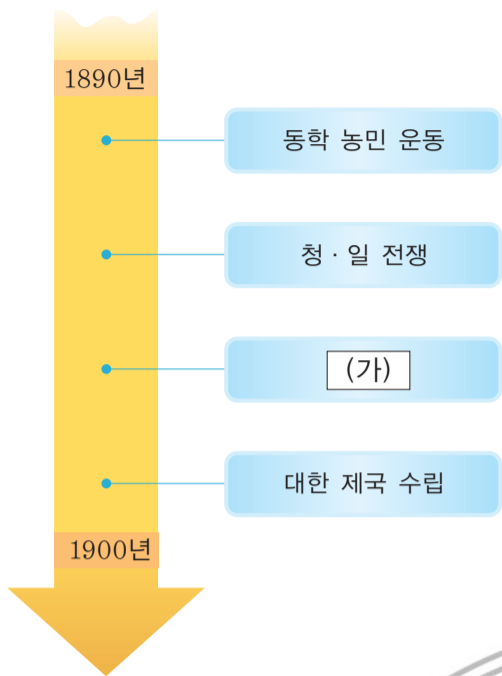 1890년
동학 농민 운동
청 · 일 전쟁
(가)
대한 제국 수립
1900년